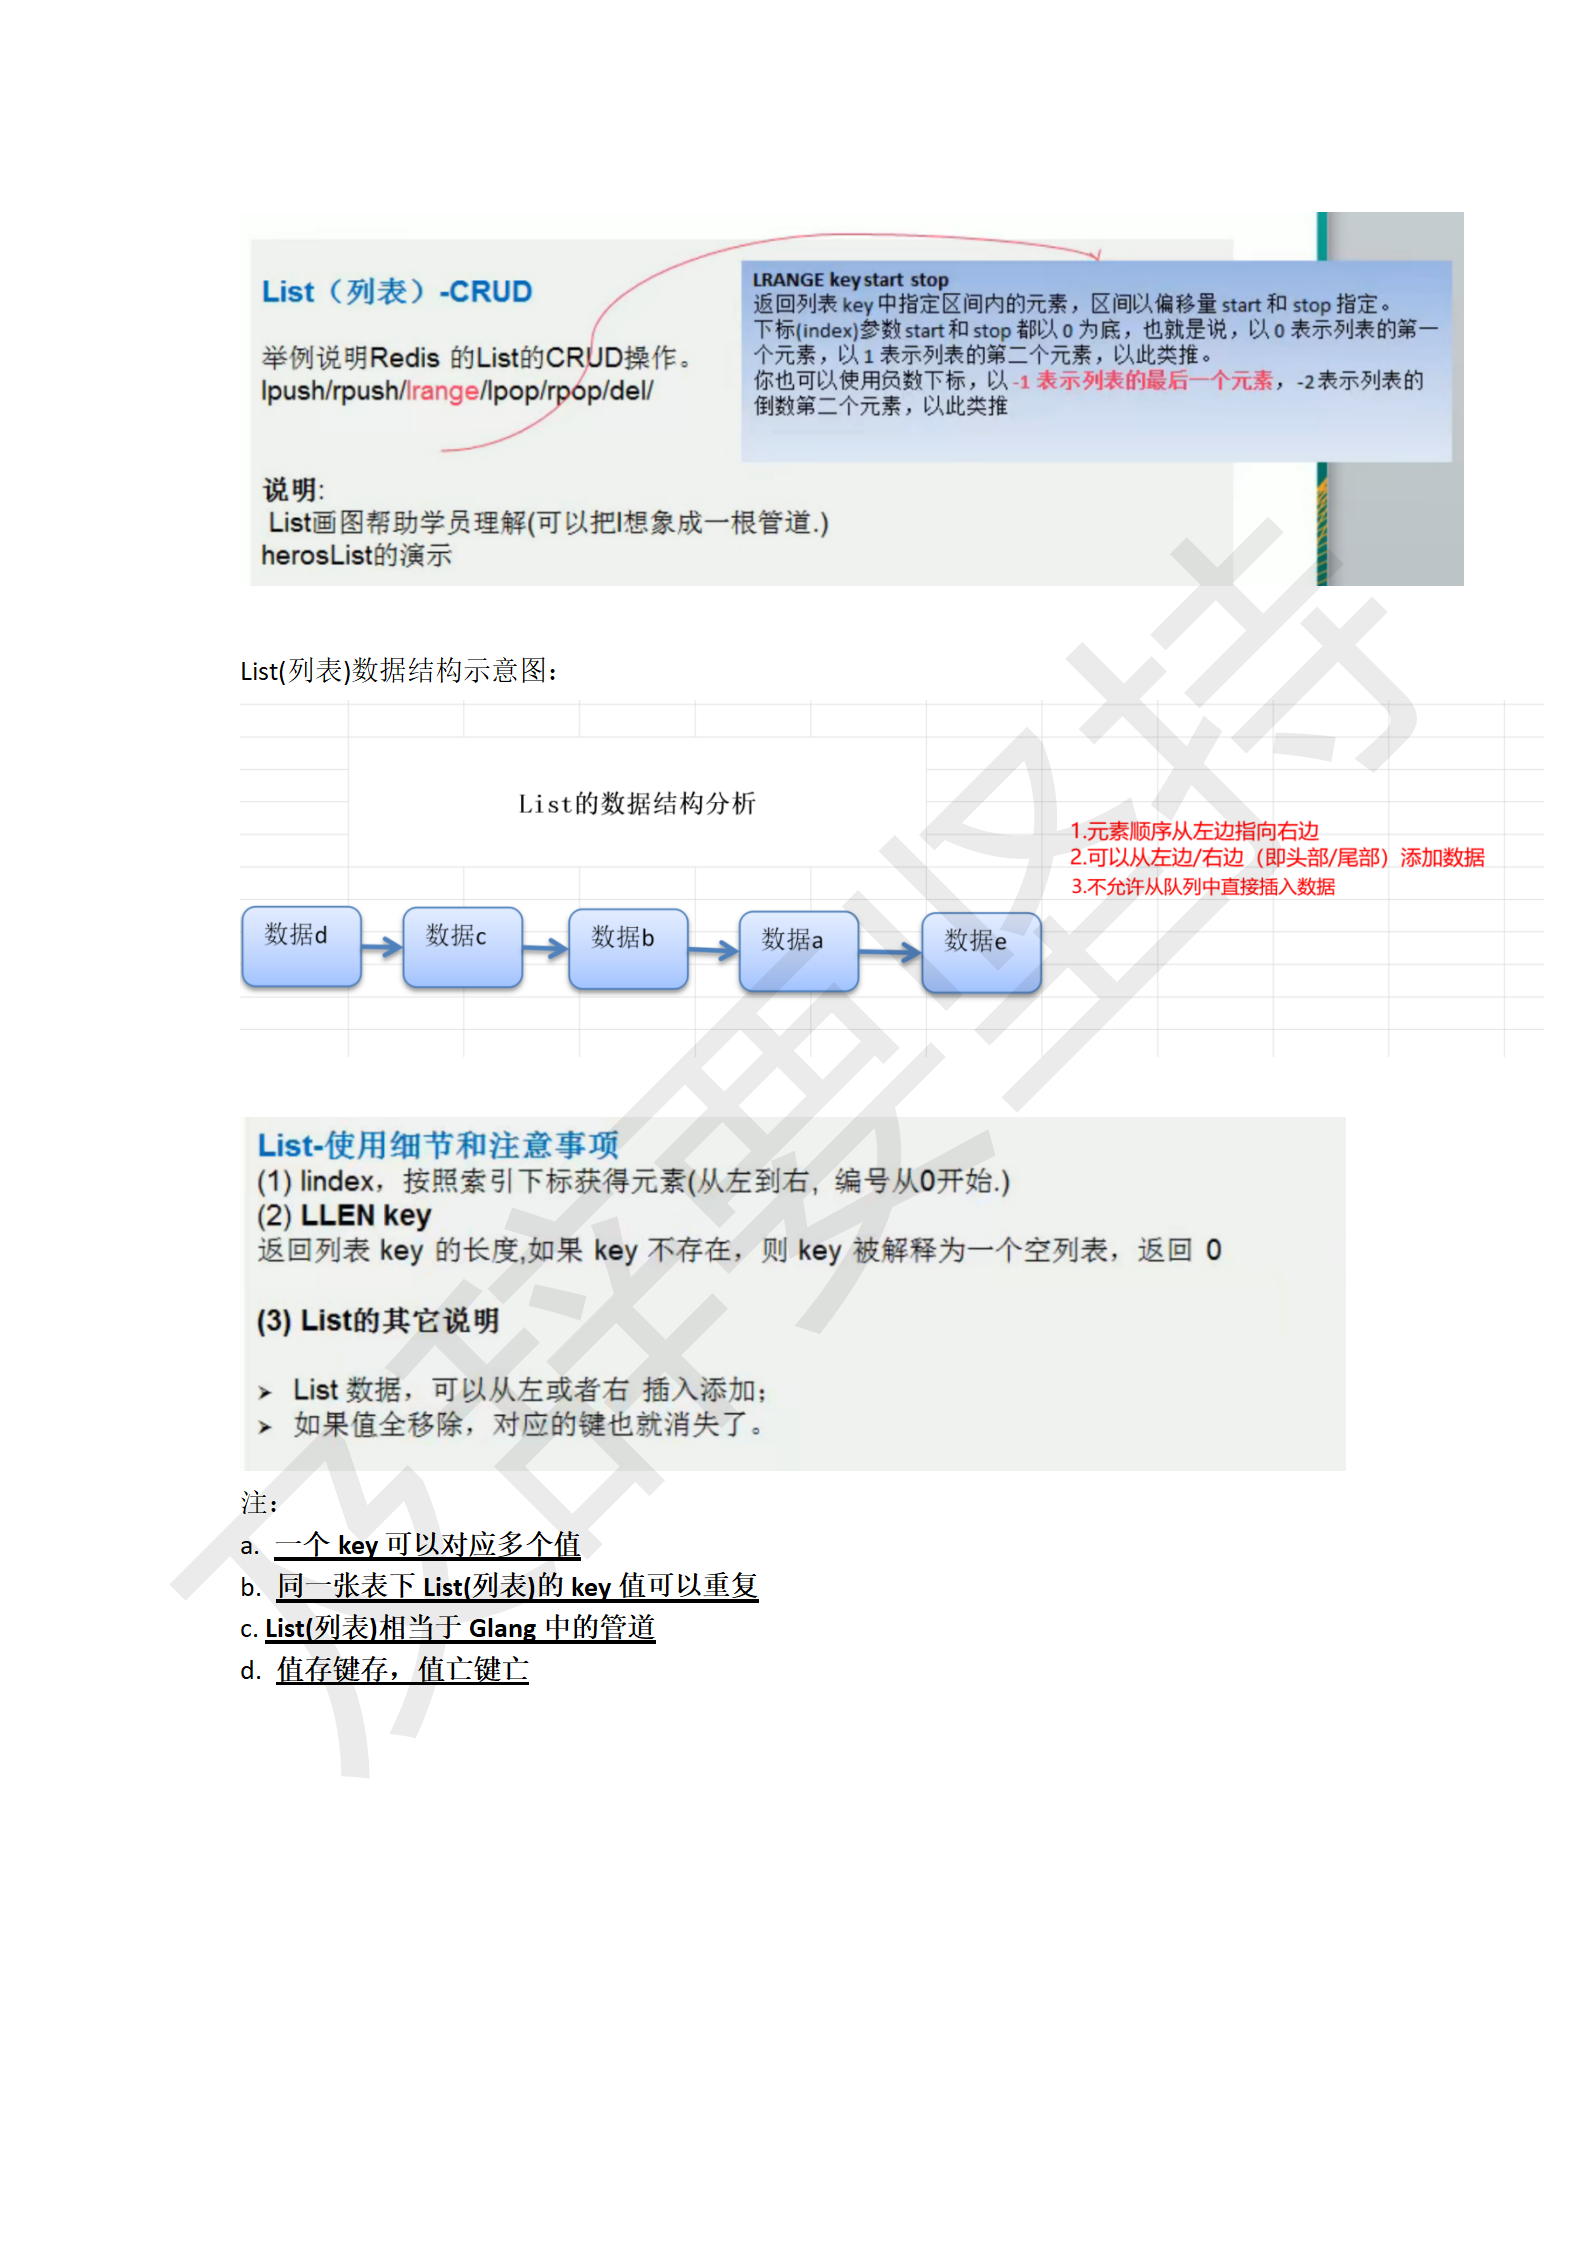 List（列表）-CRUD
举例说明Redis 的List的CRUD操作。
lpush/rpush/lrange/lpop/rpop/del/
说明:
List画图帮助学员理解(可以把l想象成一根管道.)
herosList的演示
LRANGE key start stop
返回列表 key 中指定区间内的元素，区间以偏移量 start 和 stop 指定。
下标(index)参数 start 和 stop 都以 0 为底，也就是说，以 0 表示列表的第一
个元素，以 1 表示列表的第二个元素，以此类推。
你也可以使用负数下标，以 -1 表示列表的最后一个元素，-2 表示列表的
倒数第二个元素，以此类推
List(列表)数据结构示意图：
List的数据结构分析
1.元素顺序从左边指向右边
2.可以从左边/右边（即头部/尾部）添加数据
3.不允许从队列中直接插入数据
数据d
数据c
数据b
数据a
数据e
List-使用细节和注意事项
(1) lindex，按照索引下标获得元素(从左到右, 编号从0开始.)
(2) LLEN key
返回列表 key 的长度,如果 key 不存在，则 key 被解释为一个空列表，返回 0
(3) List的其它说明
➤ List 数据，可以从左或者右 插入添加；
➤ 如果值全移除，对应的键也就消失了。
注：
a. 一个 key 可以对应多个值
b. 同一张表下 List(列表)的 key 值可以重复
c. List(列表)相当于 Glang 中的管道
d. 值存键存，值亡键亡
辞要坚持